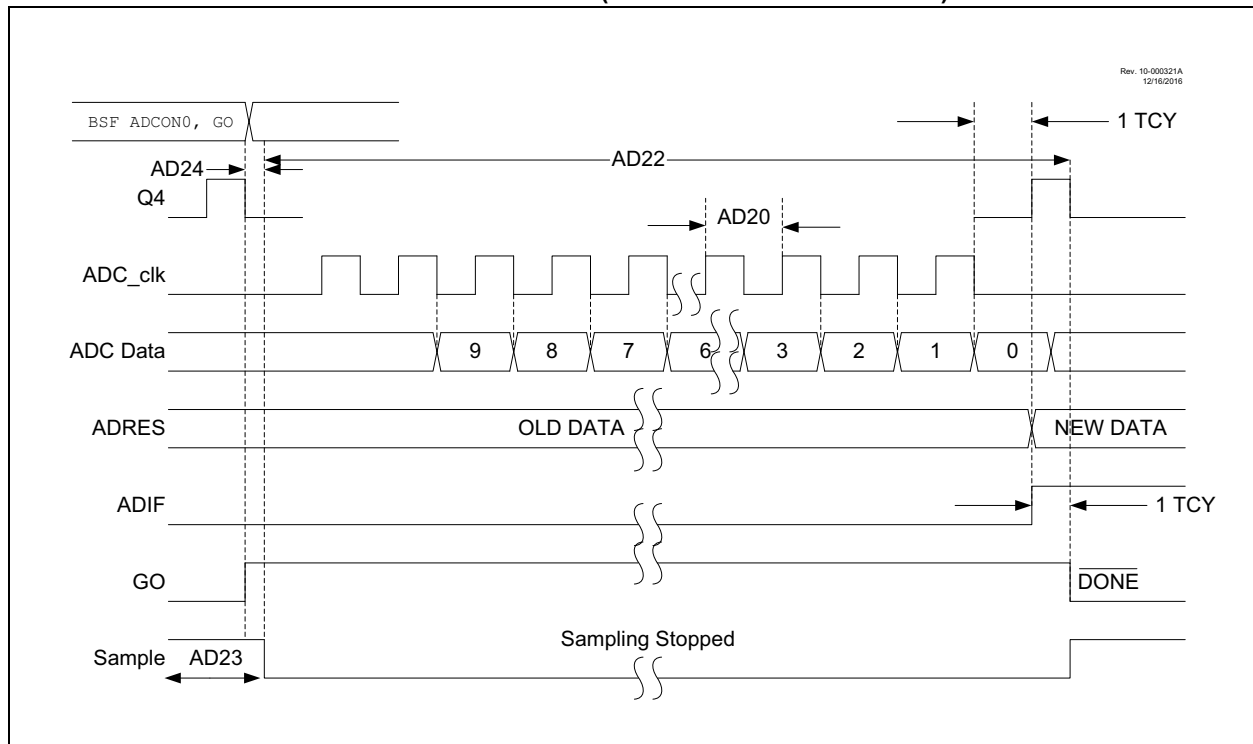 Rev. 10-000321A
12/16/2016
BSF ADCON0, GO
1 TCY
AD24
AD22
Q4
AD20
ADC_clk
ADC Data
9 8 7 6 3 2 1 0
ADRES
OLD DATA
NEW DATA
ADIF
1 TCY
GO
DONE
Sampling Stopped
Sample
AD23